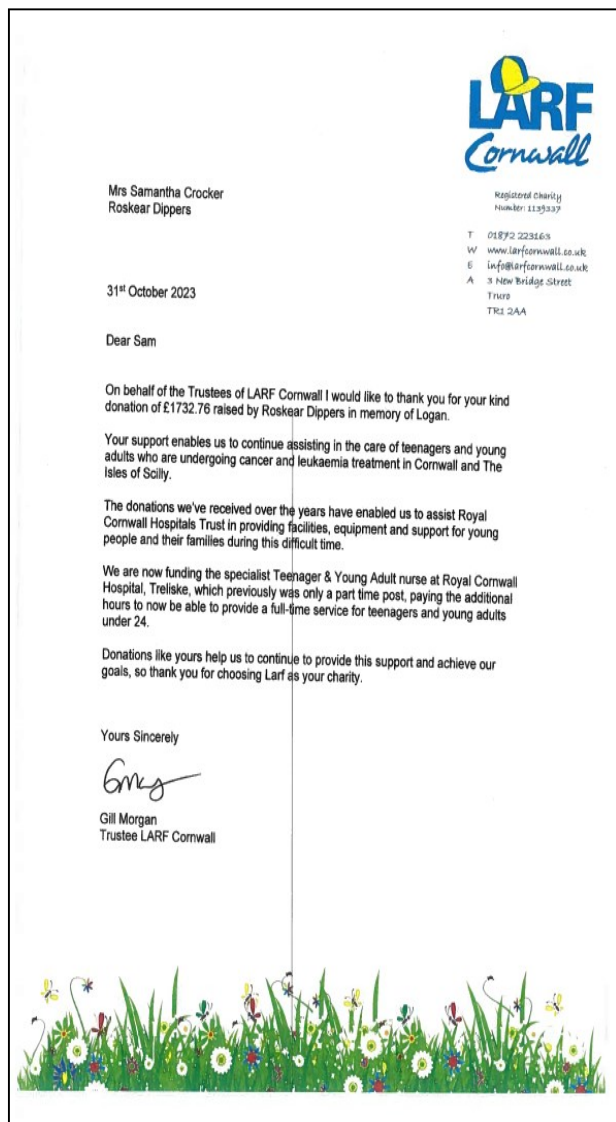 LARF
Cornwall
Registered Charity
Number: 1139337
T 01872 223163
W www.larfcornwall.co.uk
E info@larfcornwall.co.uk
A 3 New Bridge Street
Truro
TR1 2AA
Mrs Samantha Crocker
Roskear Dippers
31st October 2023
Dear Sam
On behalf of the Trustees of LARF Cornwall I would like to thank you for your kind
donation of £1732.76 raised by Roskear Dippers in memory of Logan.
Your support enables us to continue assisting in the care of teenagers and young
adults who are undergoing cancer and leukaemia treatment in Cornwall and The
Isles of Scilly.
The donations we've received over the years have enabled us to assist Royal
Cornwall Hospitals Trust in providing facilities, equipment and support for young
people and their families during this difficult time.
We are now funding the specialist Teenager & Young Adult nurse at Royal Cornwall
Hospital, Treliske, which previously was only a part time post, paying the additional
hours to now be able to provide a full-time service for teenagers and young adults
under 24.
Donations like yours help us to continue to provide this support and achieve our
goals, so thank you for choosing Larf as your charity.
Yours Sincerely
Gill Morgan
Trustee LARF Cornwall